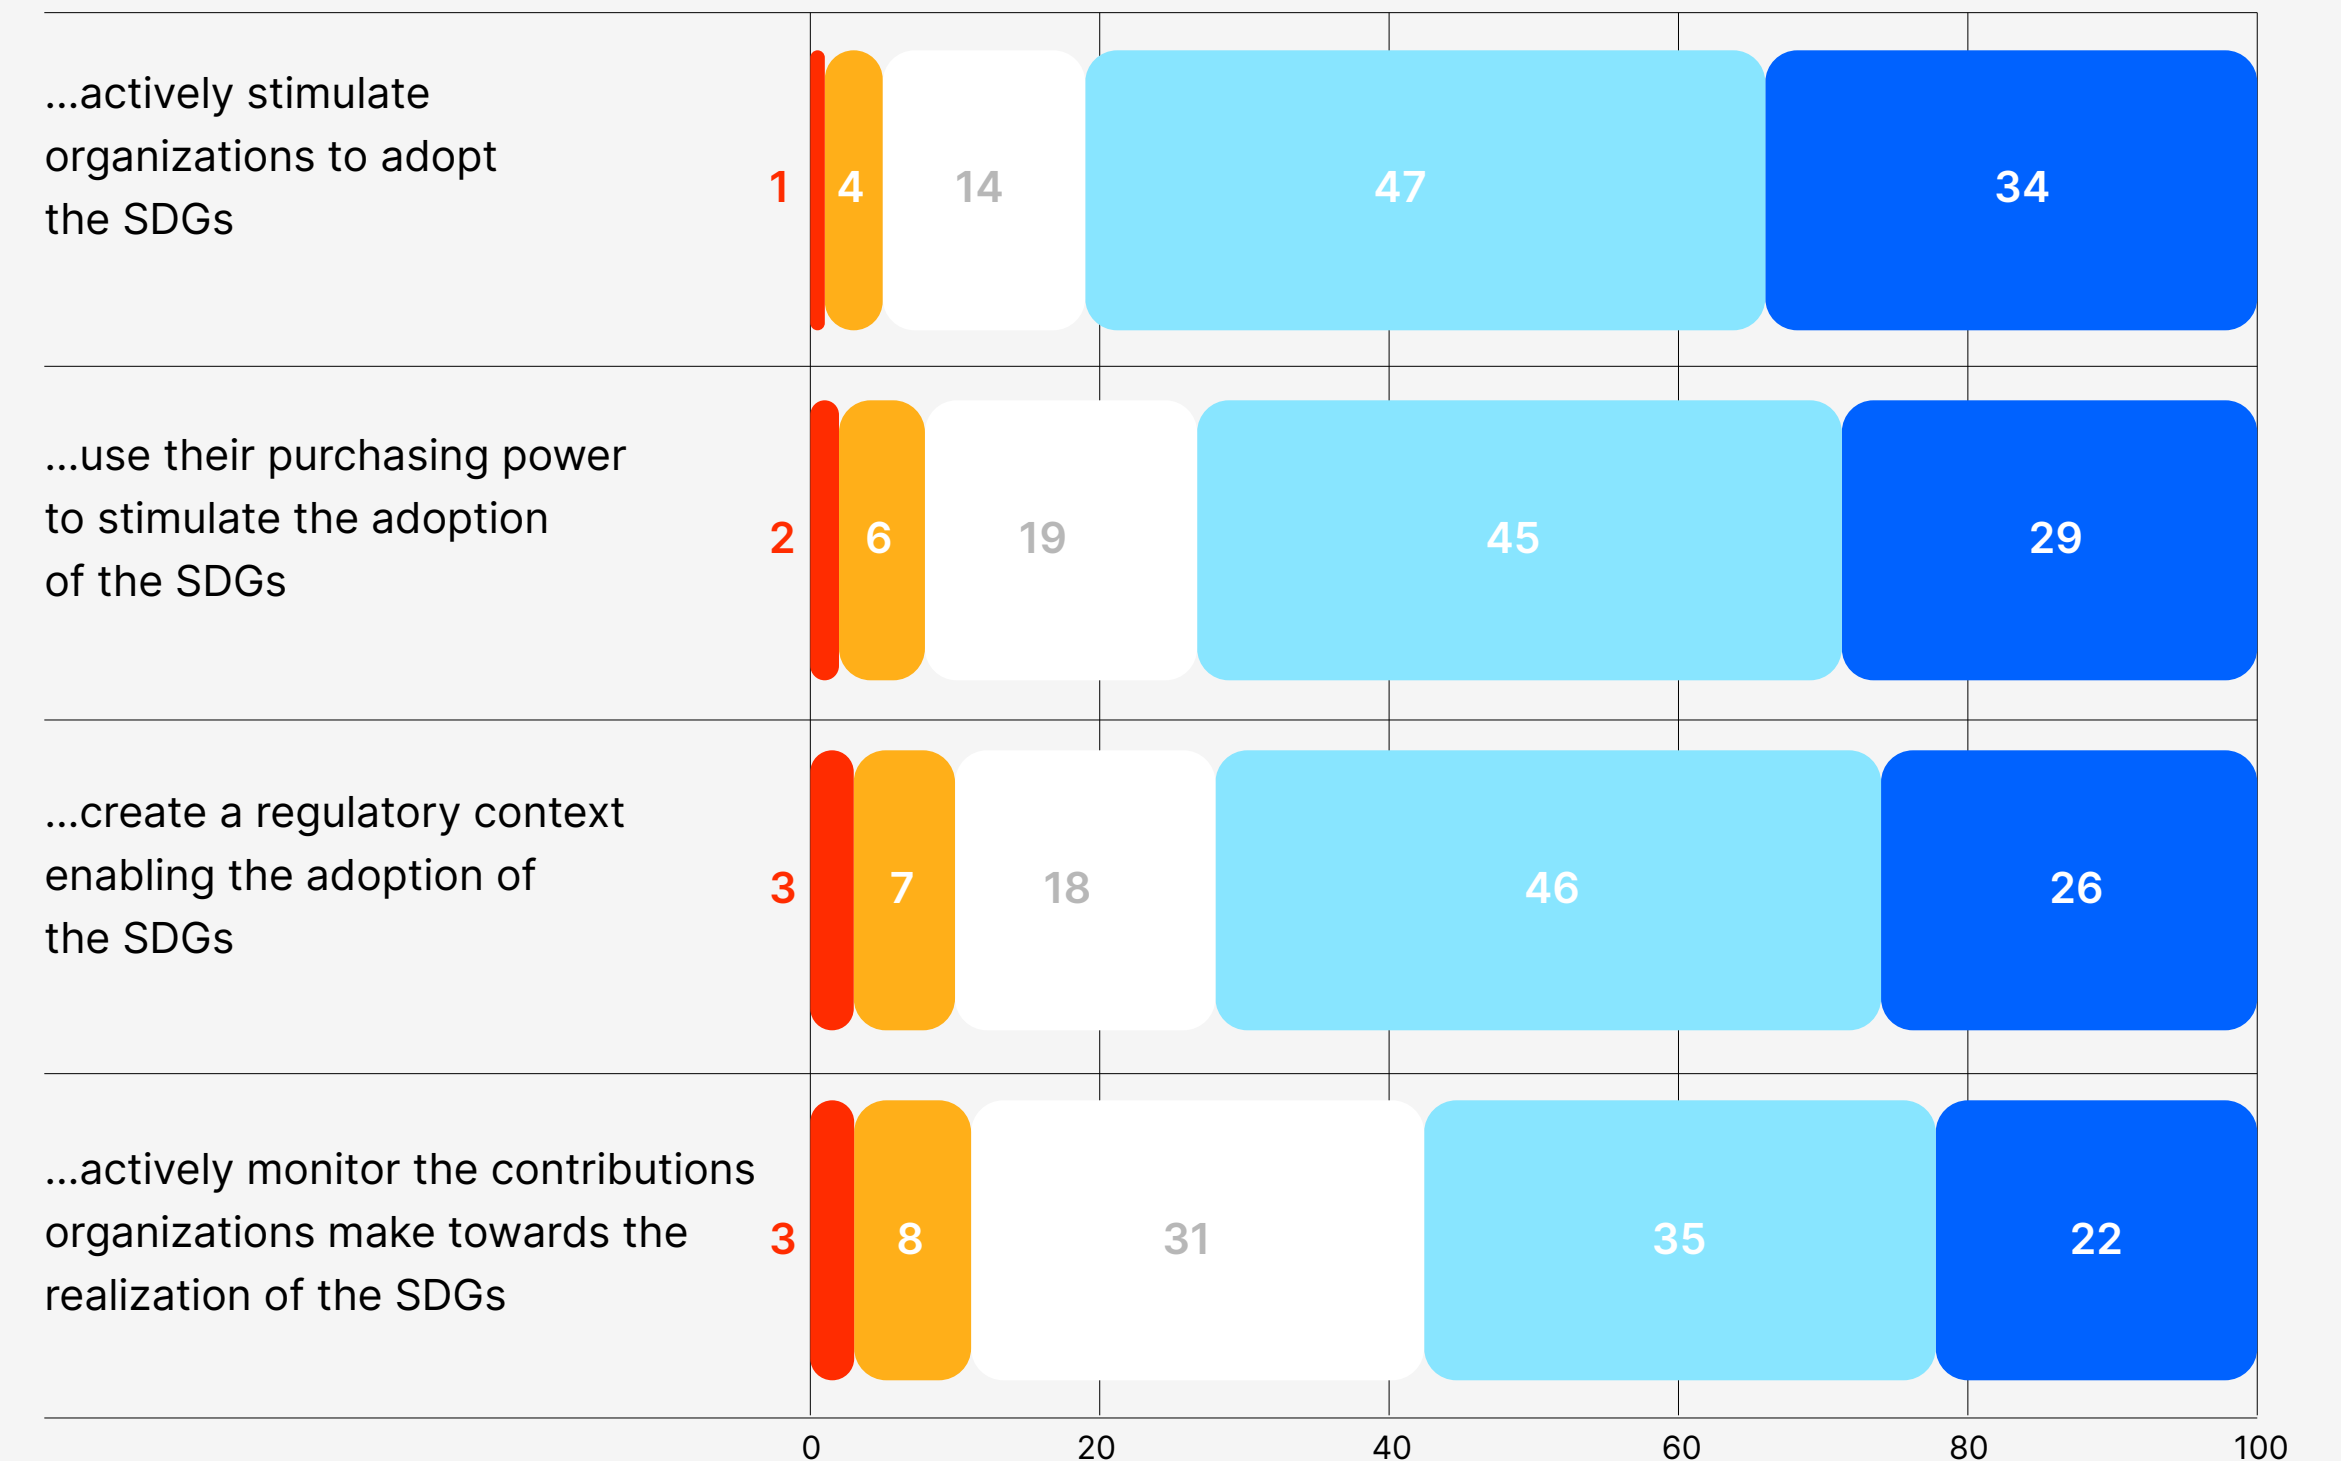 ...actively stimulate
organizations to adopt
the SDGs
1 4 14 47 34
...use their purchasing power
to stimulate the adoption
of the SDGs
2 6 19 45 29
...create a regulatory context
enabling the adoption of
the SDGs
3 7 18 46 26
...actively monitor the contributions
organizations make towards the
realization of the SDGs
3 8 31 35 22
0 20 40 60 80 100